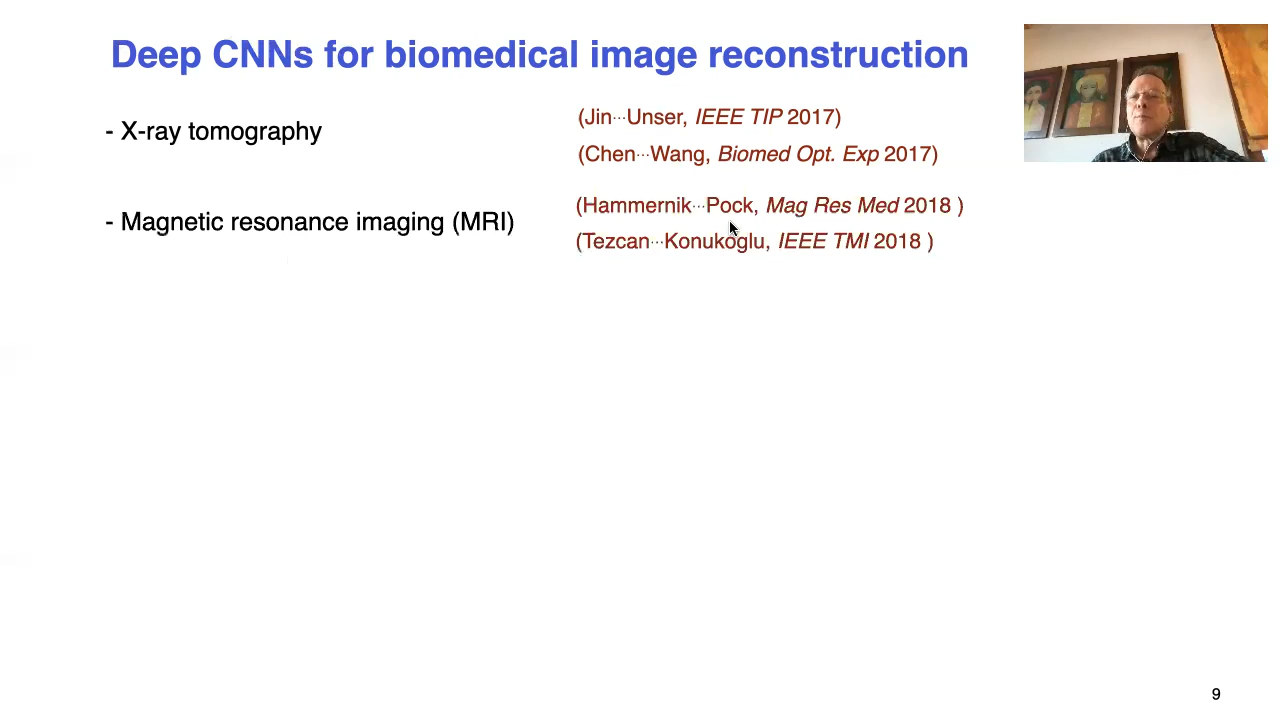 Deep CNNs for biomedical image reconstruction
- X-ray tomography
(Jin···Unser, IEEE TIP 2017)
(Chen···Wang, Biomed Opt. Exp 2017)
- Magnetic resonance imaging (MRI)
(Hammernik···Pock, Mag Res Med 2018 )
(Tezcan···Konukoglu, IEEE TMI 2018 )
9